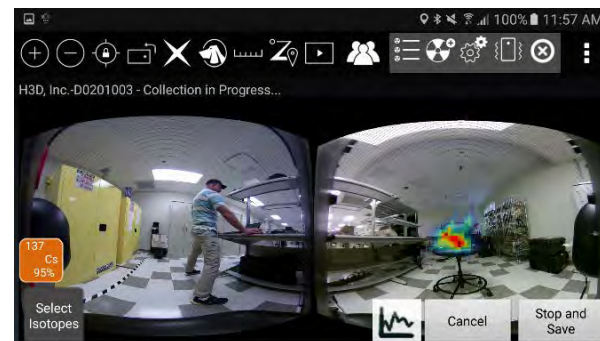 100% 11:57 AM
H3D, Inc.-D0201003 - Collection in Progress...
137
Cs
95%
Select
Isotopes
Cancel
Stop and
Save